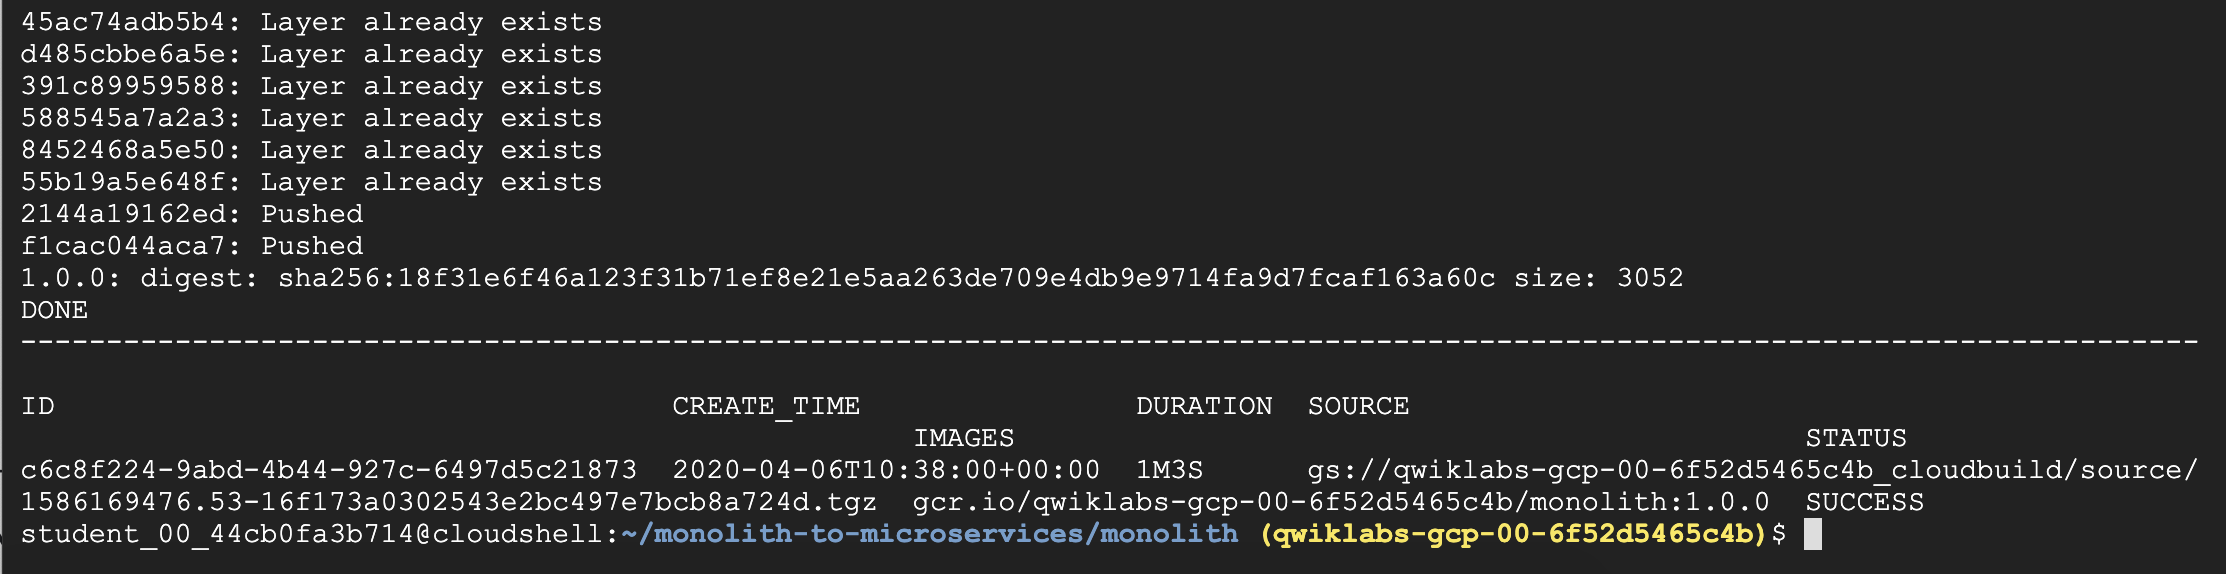 45ac74adb5b4: Layer already exists
d485cbbe6a5e: Layer already exists
391c89959588: Layer already exists
588545a7a2a3: Layer already exists
8452468a5e50: Layer already exists
55b19a5e648f: Layer already exists
2144a19162ed: Pushed
f1cac044aca7: Pushed
1.0.0: digest: sha256:18f31e6f46a123f31b71ef8e21e5aa263de709e4db9e9714fa9d7fcaf163a60c size: 3052
DONE
-------------------------------------------------------------------------------------------------------------------------------
ID CREATE_TIME DURATION SOURCE
IMAGES STATUS
c6c8f224-9abd-4b44-927c-6497d5c21873 2020-04-06T10:38:00+00:00 1M3S gs://qwiklabs-gcp-00-6f52d5465c4b_cloudbuild/source/
1586169476.53-16f173a0302543e2bc497e7bcb8a724d.tgz gcr.io/qwiklabs-gcp-00-6f52d5465c4b/monolith:1.0.0 SUCCESS
student_00_44cb0fa3b714@cloudshell:~/monolith-to-microservices/monolith (qwiklabs-gcp-00-6f52d5465c4b)$